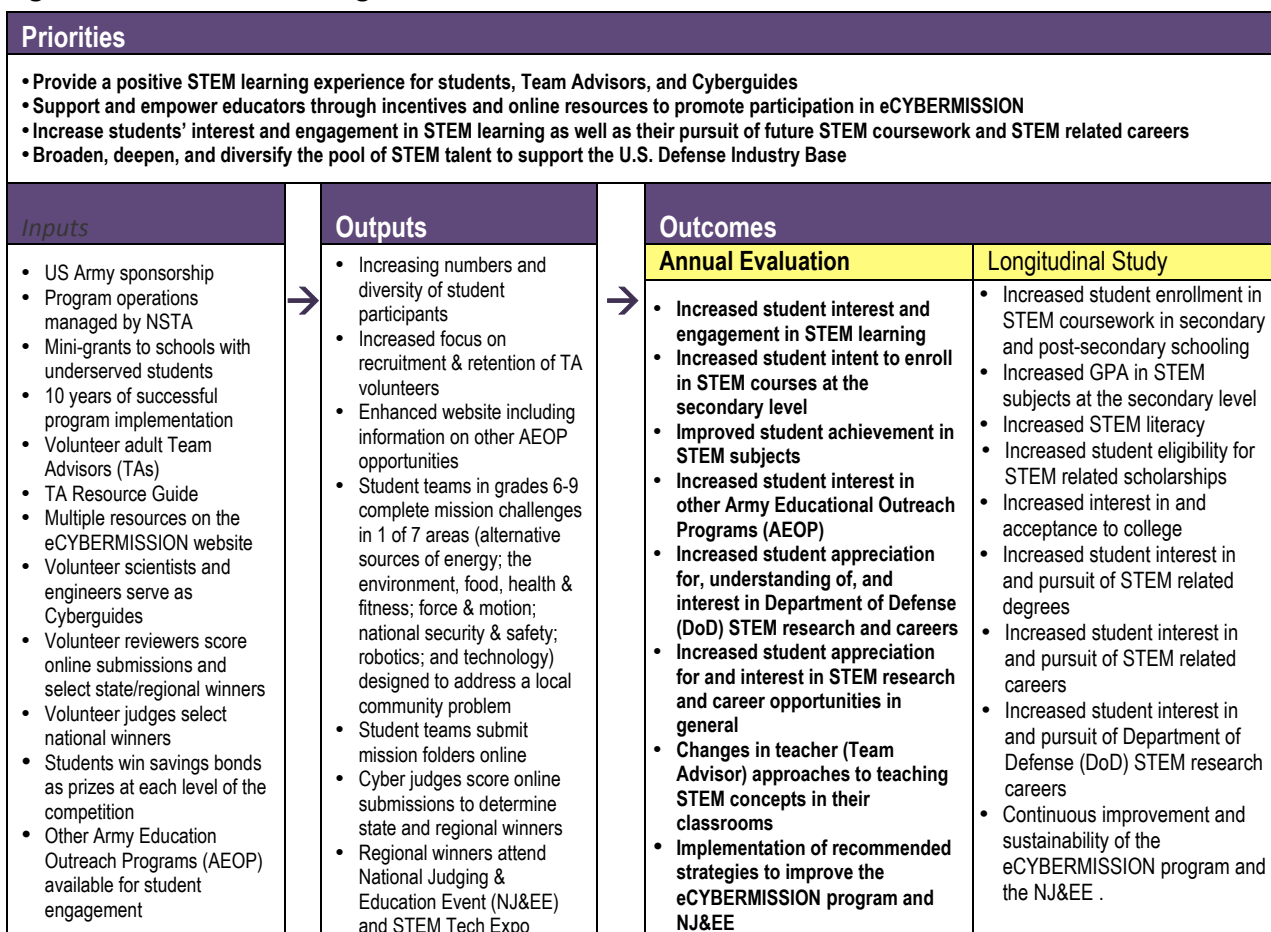 Priorities
• Provide a positive STEM learning experience for students, Team Advisors, and Cyberguides
• Support and empower educators through incentives and online resources to promote participation in eCYBERMISSION
• Increase students’ interest and engagement in STEM learning as well as their pursuit of future STEM coursework and STEM related careers
• Broaden, deepen, and diversify the pool of STEM talent to support the U.S. Defense Industry Base
Inputs
• US Army sponsorship
• Program operations
managed by NSTA
• Mini-grants to schools with
underserved students
• 10 years of successful
program implementation
• Volunteer adult Team
Advisors (TAs)
• TA Resource Guide
• Multiple resources on the
eCYBERMISSION website
• Volunteer scientists and
engineers serve as
Cyberguides
• Volunteer reviewers score
online submissions and
select state/regional winners
• Volunteer judges select
national winners
• Students win savings bonds
as prizes at each level of the
competition
• Other Army Education
Outreach Programs (AEOP)
available for student
engagement
→
Outputs
• Increasing numbers and
diversity of student
participants
• Increased focus on
recruitment & retention of TA
volunteers
• Enhanced website including
information on other AEOP
opportunities
• Student teams in grades 6-9
complete mission challenges
in 1 of 7 areas (alternative
sources of energy; the
environment, food, health &
fitness; force & motion;
national security & safety;
robotics; and technology)
designed to address a local
community problem
• Student teams submit
mission folders online
• Cyber judges score online
submissions to determine
state and regional winners
• Regional winners attend
National Judging &
Education Event (NJ&EE)
and STEM Tech Expo
→
Outcomes
Annual Evaluation
• Increased student interest and
engagement in STEM learning
• Increased student intent to enroll
in STEM courses at the
secondary level
• Improved student achievement in
STEM subjects
• Increased student interest in
other Army Educational Outreach
Programs (AEOP)
• Increased student appreciation
for, understanding of, and
interest in Department of Defense
(DoD) STEM research and careers
• Increased student appreciation
for and interest in STEM research
and career opportunities in
general
• Changes in teacher (Team
Advisor) approaches to teaching
STEM concepts in their
classrooms
• Implementation of recommended
strategies to improve the
eCYBERMISSION program and
NJ&EE
Longitudinal Study
• Increased student enrollment in
STEM coursework in secondary
and post-secondary schooling
• Increased GPA in STEM
subjects at the secondary level
• Increased STEM literacy
• Increased student eligibility for
STEM related scholarships
• Increased interest in and
acceptance to college
• Increased student interest in
and pursuit of STEM related
degrees
• Increased student interest in
and pursuit of STEM related
careers
• Increased student interest in
and pursuit of Department of
Defense (DoD) STEM research
careers
• Continuous improvement and
sustainability of the
eCYBERMISSION program and
the NJ&EE .